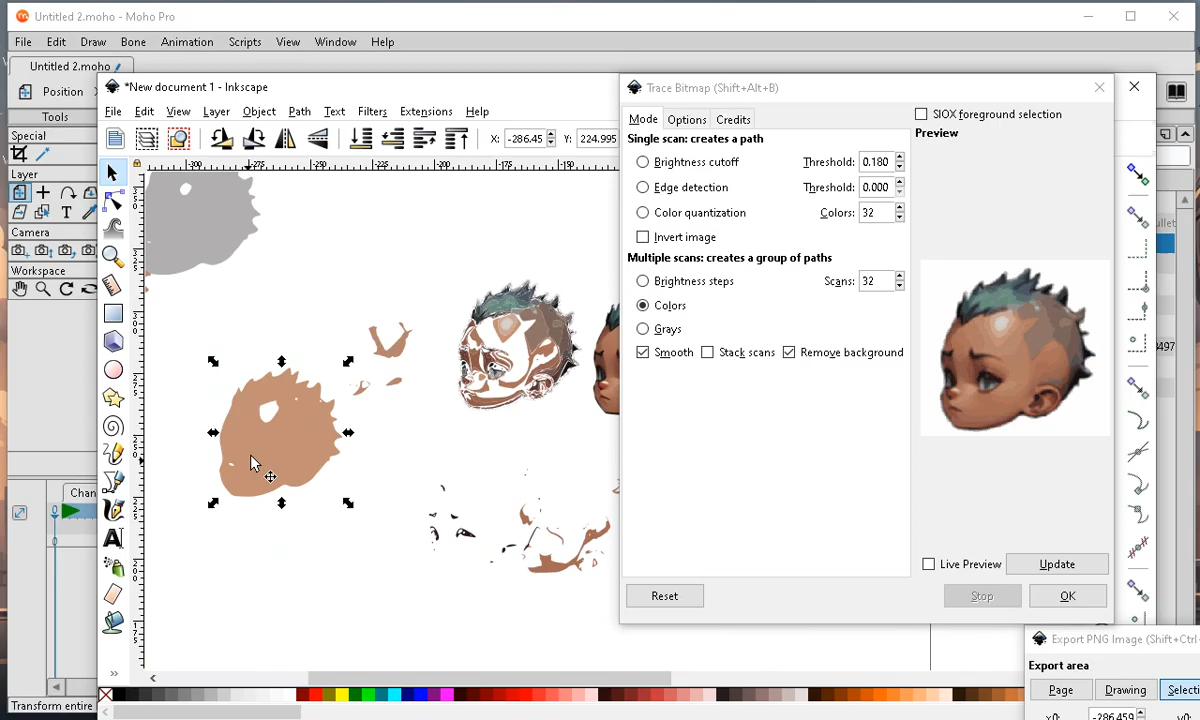 Untitled 2.moho - Moho Pro
File Edit Draw Bone Animation Scripts View Window Help
Untitled 2.moho
Position
Tools
Special
Layer
Camera
Workspace
Chan
Transform entire
*New document 1 - Inkscape
File Edit View Layer Object Path Text Filters Extensions Help
X: -286.45 Y: 224.995
Trace Bitmap (Shift+Alt+B)
Mode Options Credits
Single scan: creates a path
Brightness cutoff Threshold: 0.180
Edge detection Threshold: 0.000
Color quantization Colors: 32
Invert image
Multiple scans: creates a group of paths
Brightness steps Scans: 32
Colors
Grays
Smooth Stack scans Remove background
SIOX foreground selection
Preview
Live Preview Update
Reset Stop OK
Export PNG Image (Shift+Ctrl+
Export area
Page Drawing Selecti
x0: -286.459 y0: